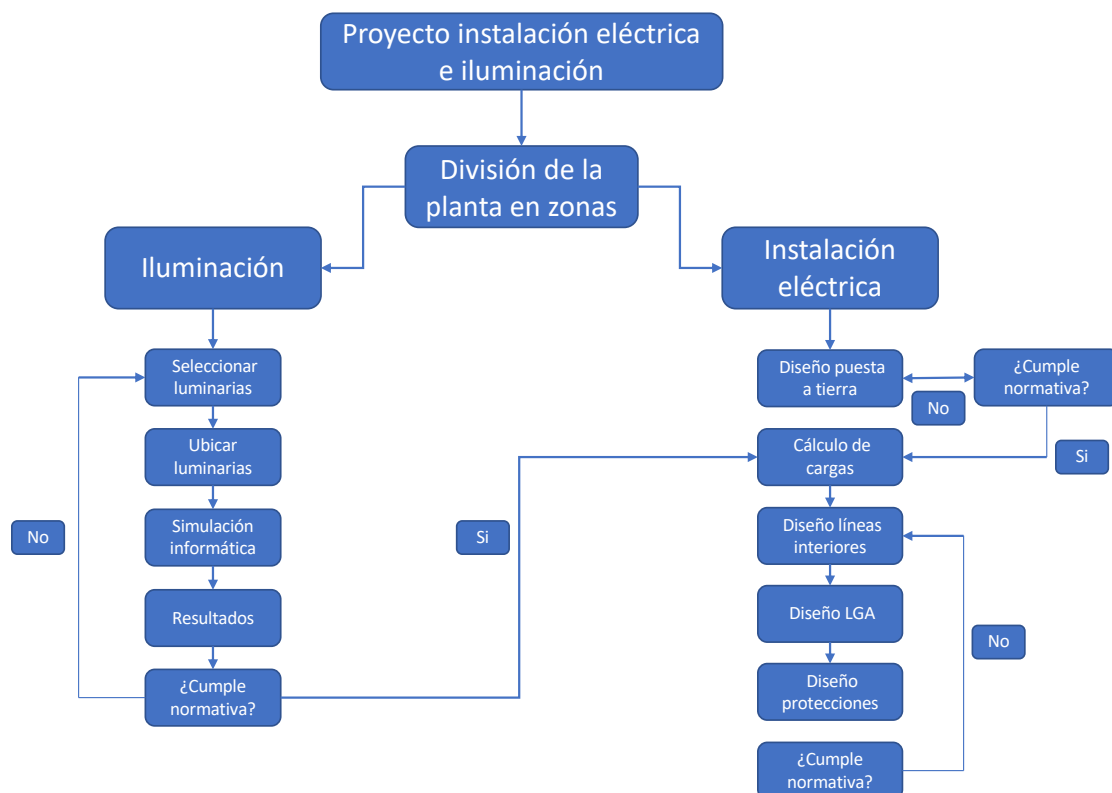 Proyecto instalación eléctrica
e iluminación
División de la
planta en zonas
Iluminación
Instalación
eléctrica
Seleccionar
luminarias
Diseño puesta
a tierra
¿Cumple
normativa?
No
Ubicar
luminarias
Cálculo de
cargas
Si
No
Simulación
informática
Si
Diseño líneas
interiores
Resultados
Diseño LGA
No
¿Cumple
normativa?
Diseño
protecciones
¿Cumple
normativa?